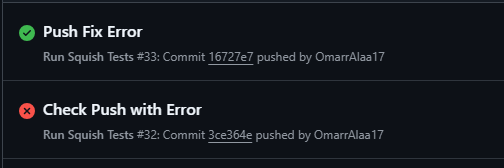 Push Fix Error
Run Squish Tests #33: Commit 16727e7 pushed by OmarrAlaa17
Check Push with Error
Run Squish Tests #32: Commit 3ce364e pushed by OmarrAlaa17